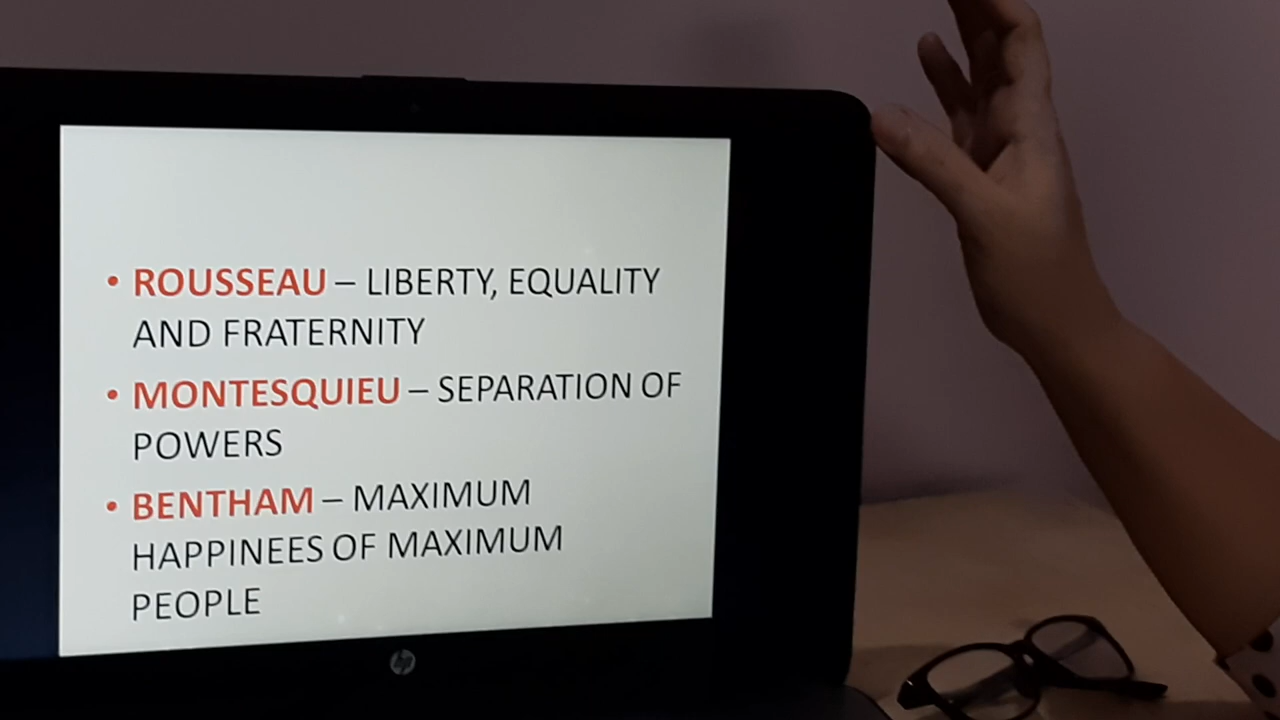 • ROUSSEAU – LIBERTY, EQUALITY
AND FRATERNITY
• MONTESQUIEU – SEPARATION OF
POWERS
• BENTHAM – MAXIMUM
HAPPINEES OF MAXIMUM
PEOPLE
hp